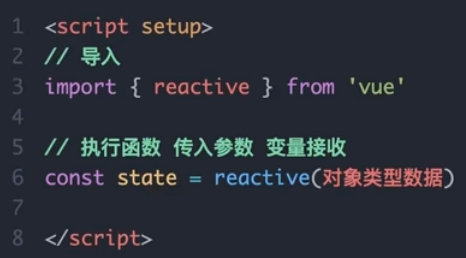 1 <script setup>
2 // 导入
3 import { reactive } from 'vue'
4
5 // 执行函数 传入参数 变量接收
6 const state = reactive(对象类型数据)
7
8 </script>